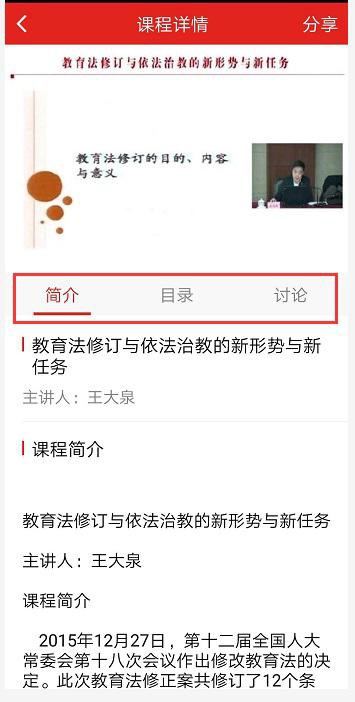 课程详情
分享
教育法修订与依法治教的新形势与新任务
教育法修订的目的、内容
与意义
简介
目录
讨论
教育法修订与依法治教的新形势与新
任务
主讲人：王大泉
课程简介
教育法修订与依法治教的新形势与新任务
主讲人：王大泉
课程简介
2015年12月27日，第十二届全国人大
常委会第十八次会议作出修改教育法的决
定。此次教育法修正案共修订了12个条